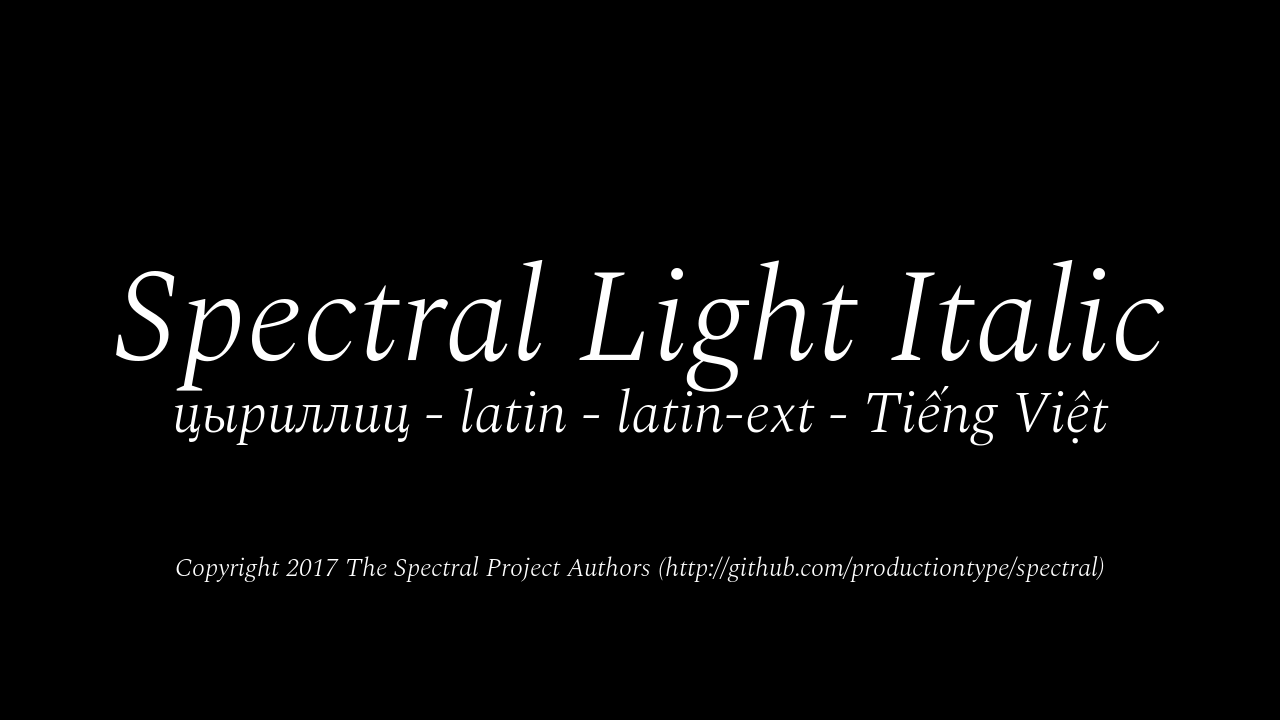 Spectral Light Italic
цыриллиц - latin - latin-ext - Tiếng Việt
Copyright 2017 The Spectral Project Authors (http://github.com/productiontype/spectral)